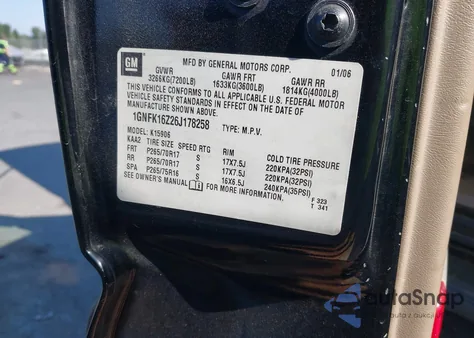 GM
MFD BY GENERAL MOTORS CORP. 01/06
GVWR GAWR FRT GAWR RR
3266KG(7200LB) 1633KG(3600LB) 1814KG(4000LB)
THIS VEHICLE CONFORMS TO ALL APPLICABLE U.S. FEDERAL MOTOR
VEHICLE SAFETY STANDARDS IN EFFECT ON THE DATE OF
MANUFACTURE SHOWN ABOVE.
1GNFK16Z26J178258 TYPE: M.P.V.
MODEL: K15906
KAA2 TIRE SIZE SPEED RTG RIM COLD TIRE PRESSURE
FRT P265/70R17 S 17X7.5J 220KPA(32PSI)
RR P265/70R17 S 17X7.5J 220KPA(32PSI)
SPA P265/75R16 S 16X6.5J 240KPA(35PSI)
SEE OWNER'S MANUAL FOR MORE INFORMATION. F 323
T 341
autaSnap
auta z aukcji